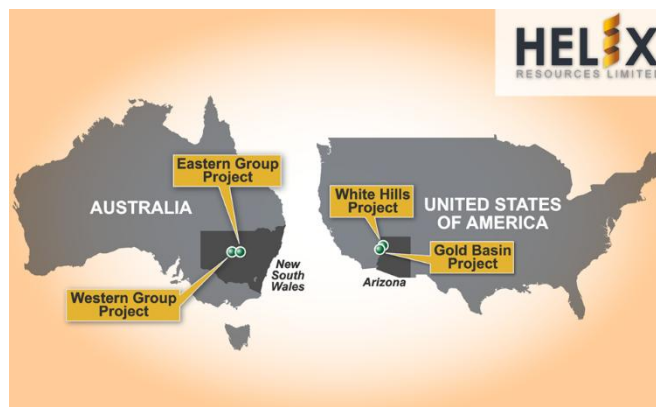 HELIX
RESOURCES LIMITED
Eastern Group
Project
AUSTRALIA
New
South
Wales
Western Group
Project
White Hills
Project
UNITED STATES
OF AMERICA
Gold Basin
Project
Arizona